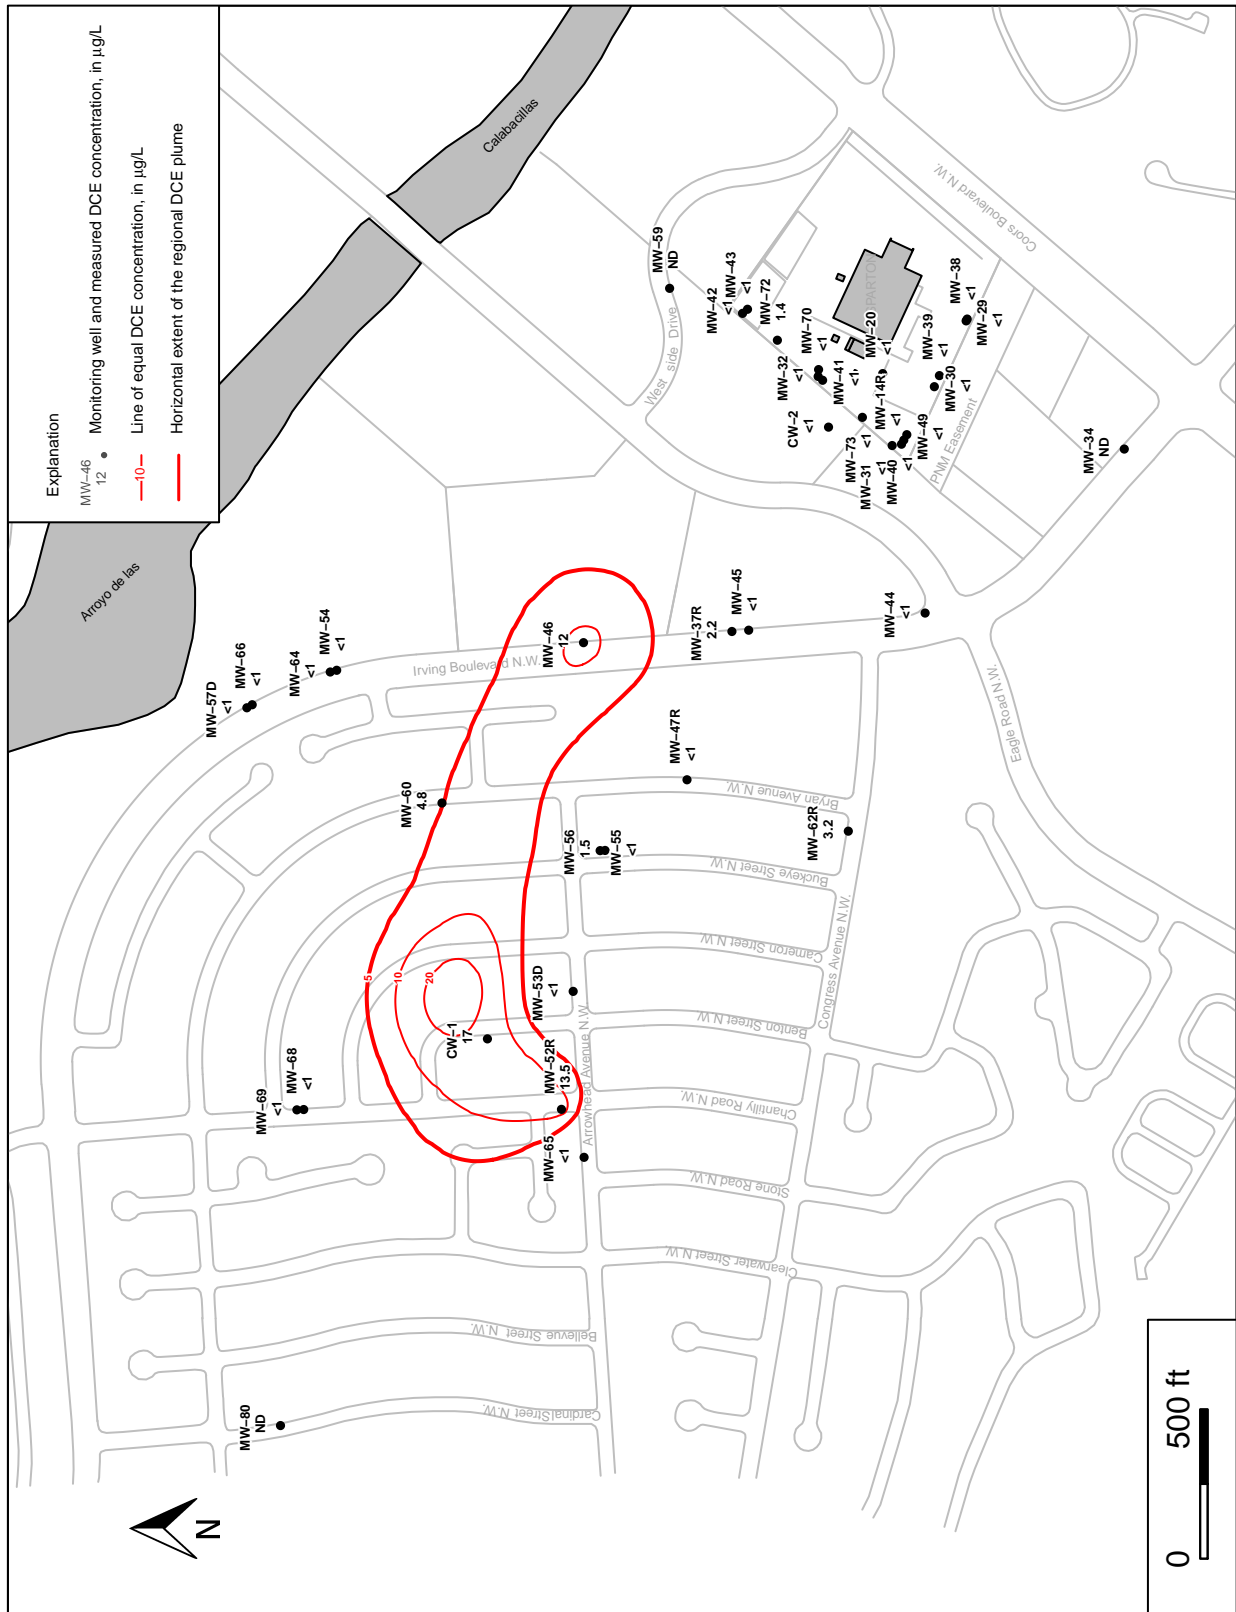 Explanation
MW−46
12
Monitoring well and measured DCE concentration, in µg/L
10
Line of equal DCE concentration, in µg/L
Horizontal extent of the regional DCE plume
Arroyo de las
Calabacillas
MW−80
ND
MW−69
<1
MW−68
<1
MW−57D
<1
MW−66
<1
MW−64
<1
MW−54
<1
MW−60
4.8
5
10
20
CW−1
17
MW−53D
<1
MW−52R
13.5
MW−65
<1
MW−56
1.5
MW−55
<1
MW−46
12
MW−37R
2.2
MW−45
<1
MW−47R
<1
MW−62R
3.2
MW−44
<1
MW−59
ND
MW−42
<1
MW−43
<1
MW−72
1.4
MW−70
<1
MW−32
<1
MW−41
<1
MW−20
<1
CW−2
<1
MW−73
<1
MW−14R
<1
MW−31
<1
MW−40
<1
MW−49
<1
MW−39
<1
MW−30
<1
MW−38
<1
MW−29
<1
MW−34
ND
SPARTON
PNM Easement
West side Drive
Coors Boulevard N.W.
Irving Boulevard N.W.
Eagle Road N.W.
Bryan Avenue N.W.
Buckeye Street N.W.
Cameron Street N.W.
Congress Avenue N.W.
Benton Street N.W.
Arrowhead Avenue N.W.
Chantilly Road N.W.
Stone Road N.W.
Clearwater Street N.W.
Bellevue Street N.W.
Cardinal Street N.W.
N
0 500 ft